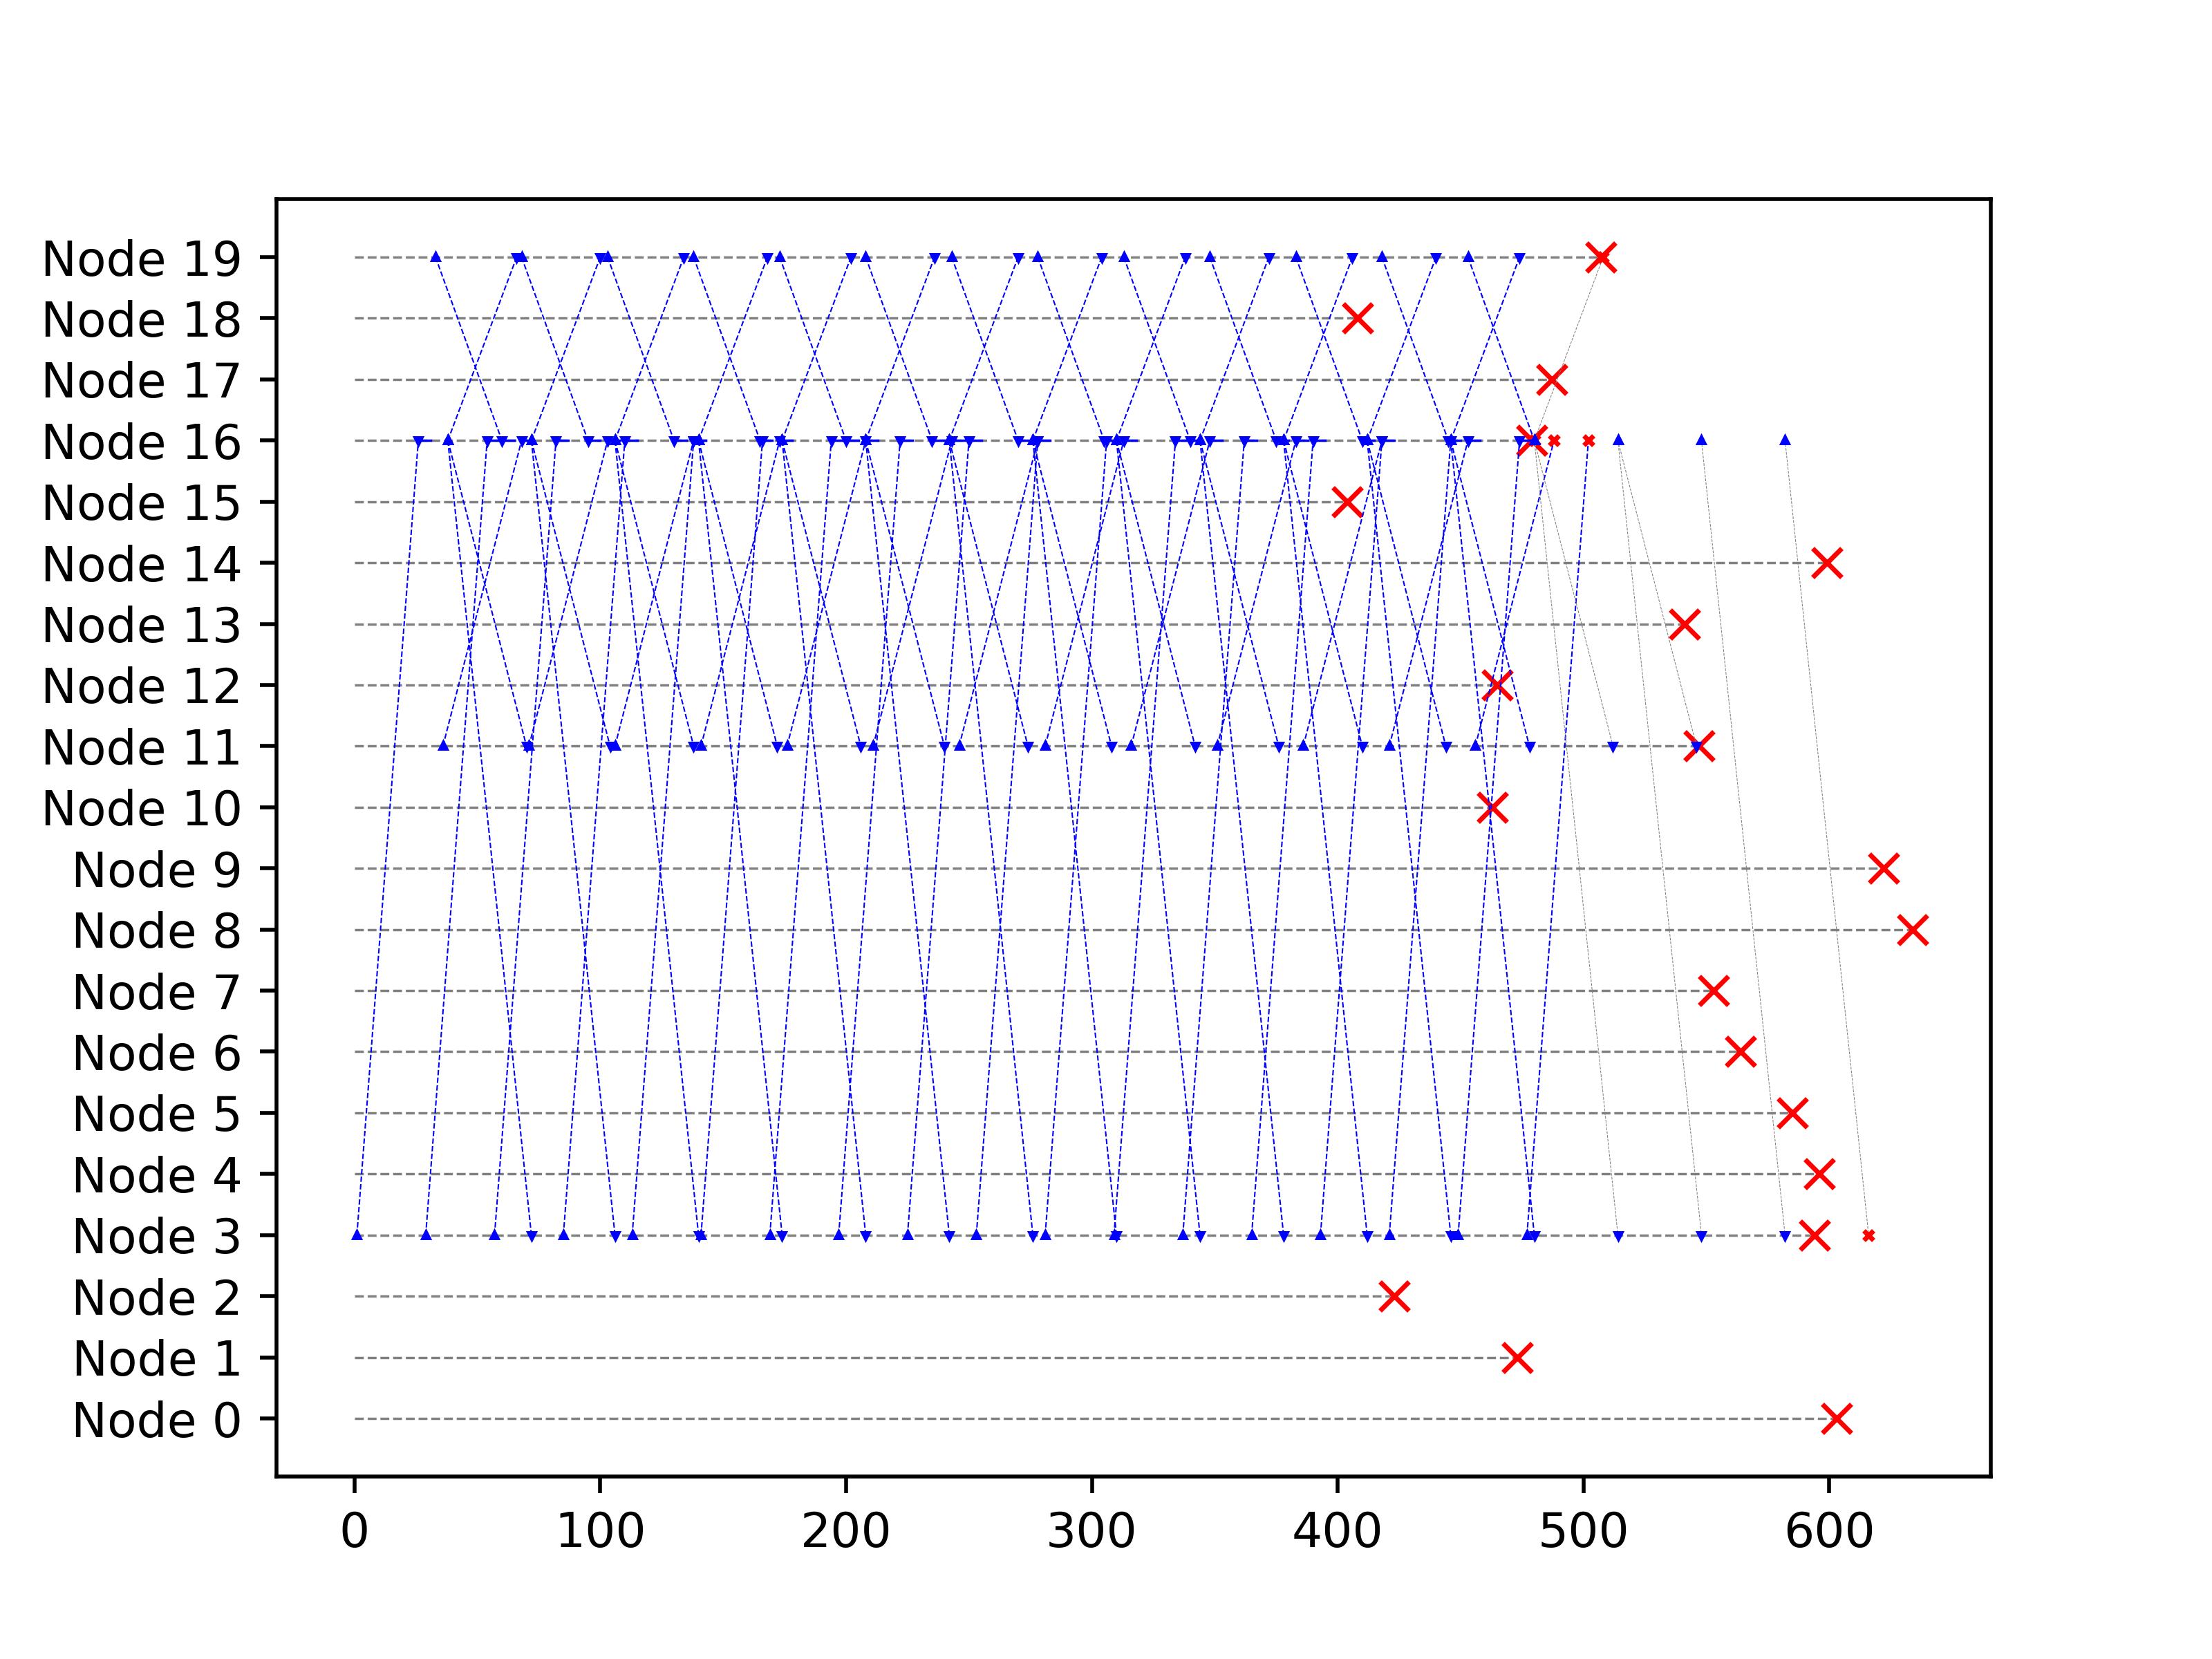 Node 19
Node 18
Node 17
Node 16
Node 15
Node 14
Node 13
Node 12
Node 11
Node 10
Node 9
Node 8
Node 7
Node 6
Node 5
Node 4
Node 3
Node 2
Node 1
Node 0
0 100 200 300 400 500 600